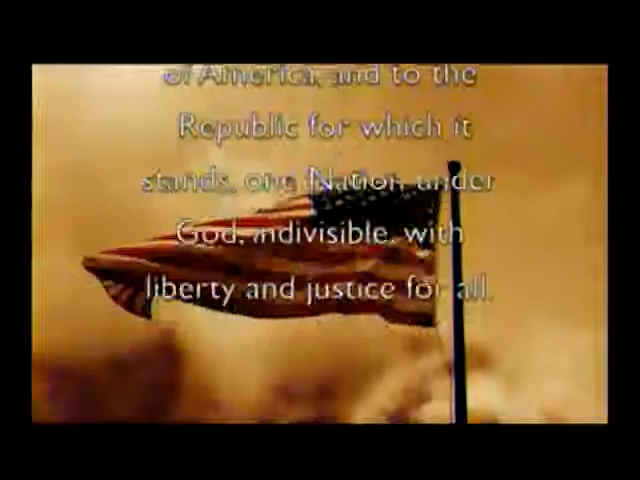 of America, and to the
Republic for which it
stands, one Nation under
God, indivisible, with
liberty and justice for all.